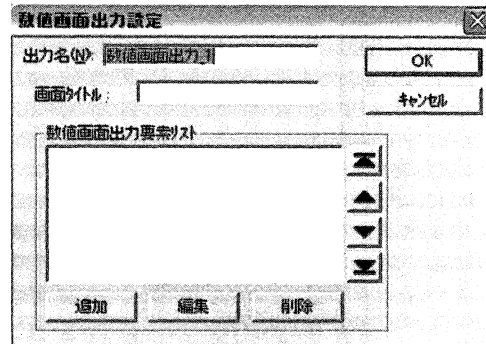 数値画面出力設定
出力名(N): 数値画面出力_1
OK
画面タイトル:
キャンセル
数値画面出力要素リスト
追加
編集
削除